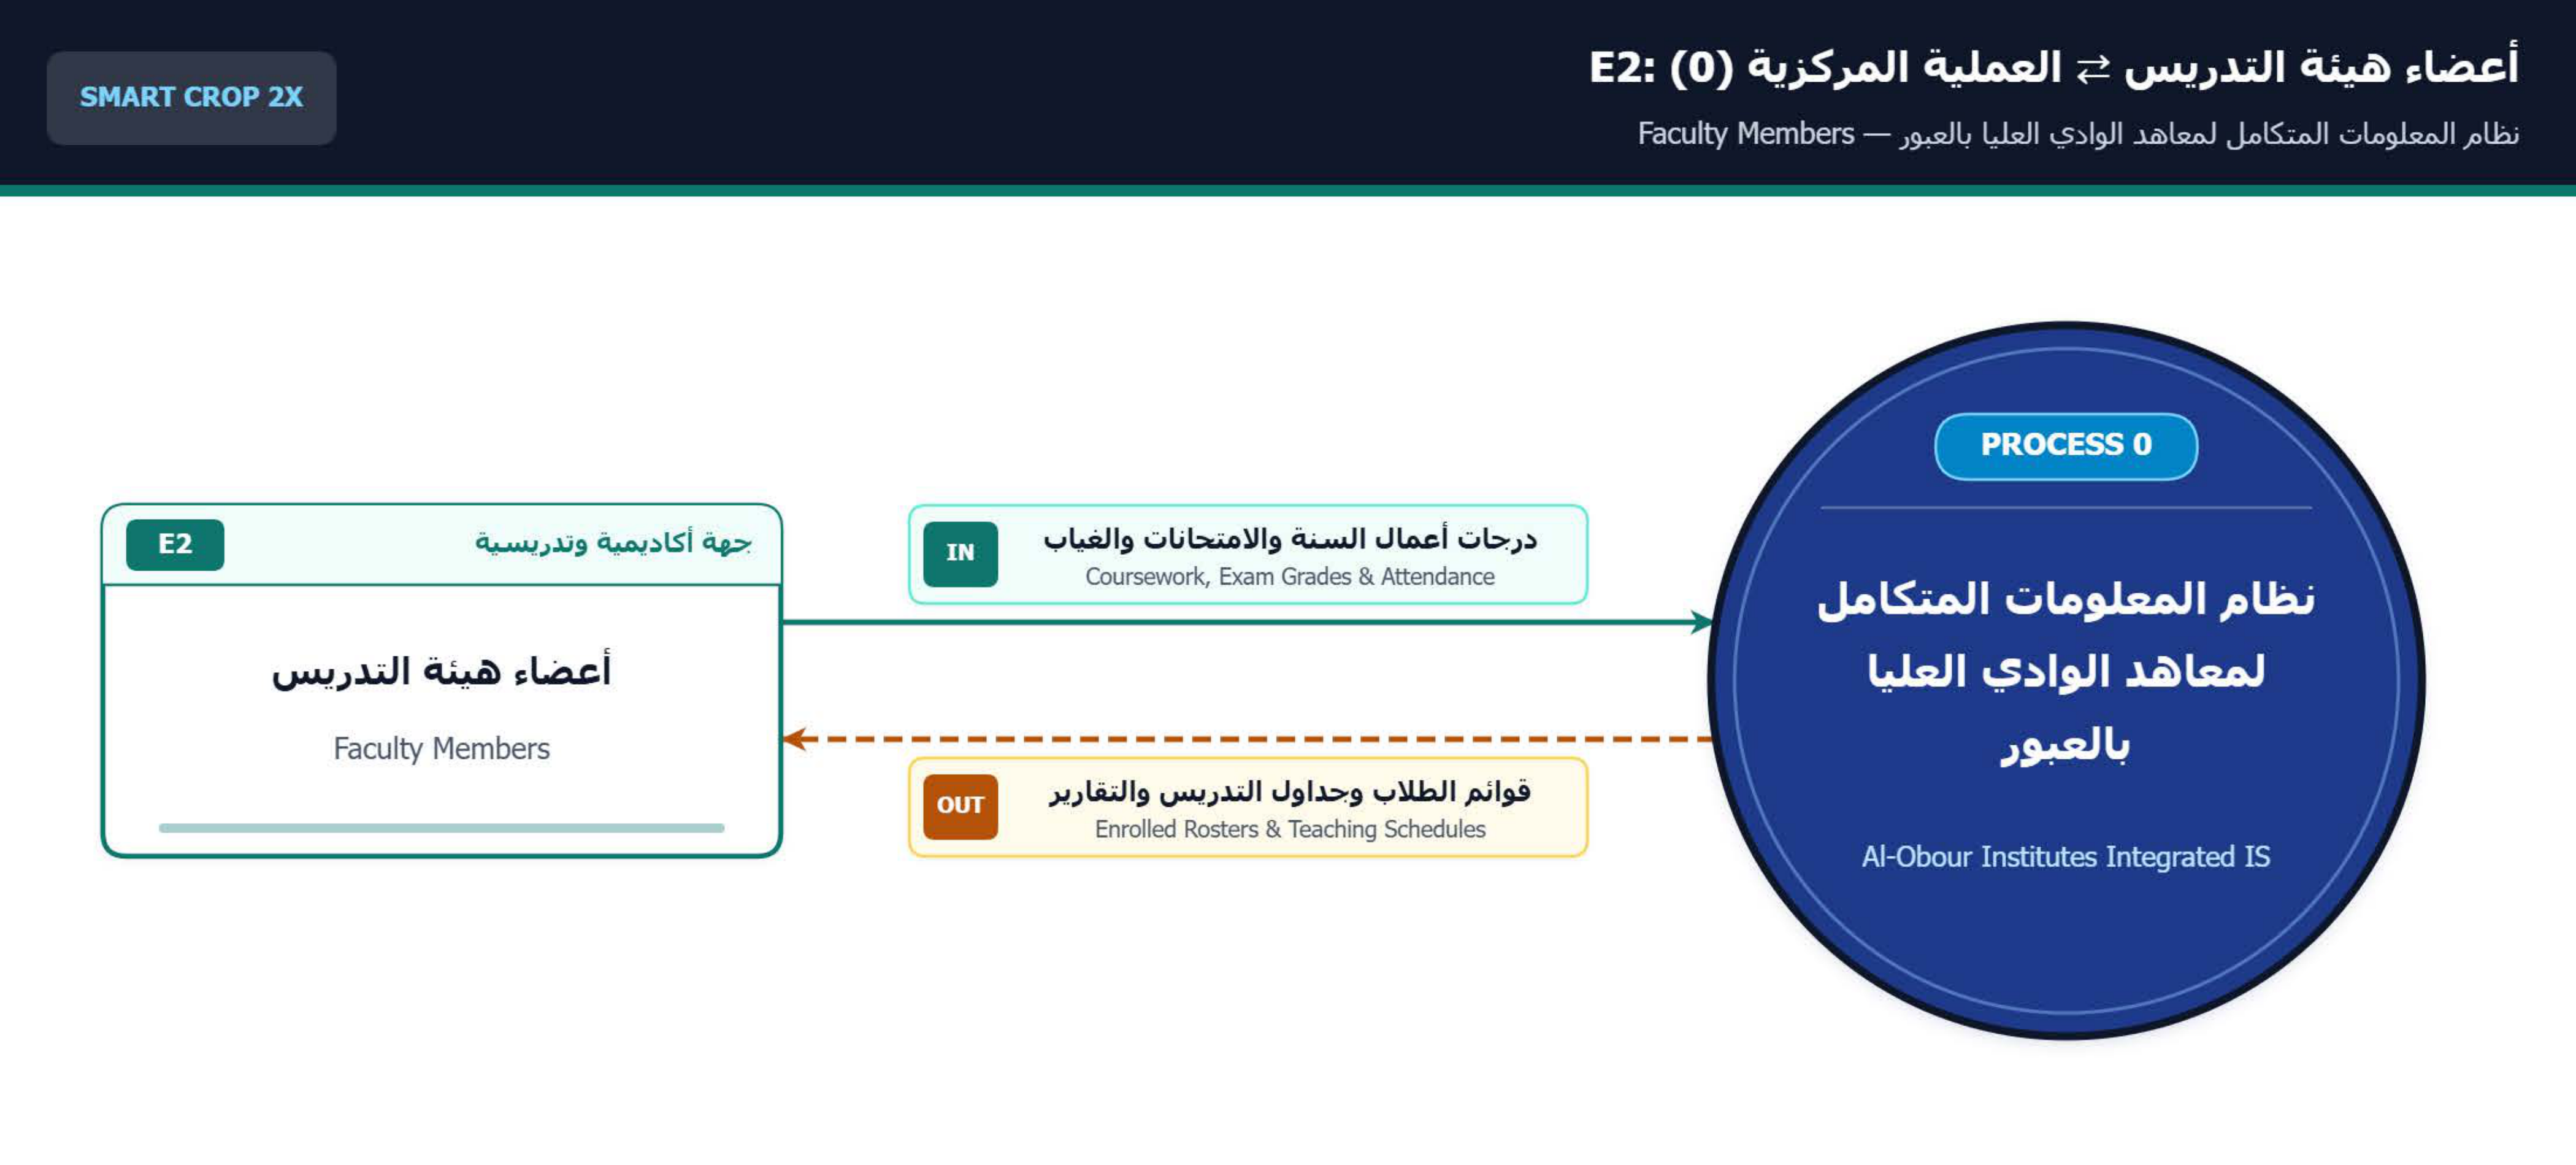 E2: أعضاء هيئة التدريس ⇄ العملية المركزية (0)
نظام المعلومات المتكامل لمعاهد الوادي العليا بالعبور — Faculty Members
SMART CROP 2X
PROCESS 0
نظام المعلومات المتكامل
لمعاهد الوادي العليا
بالعبور
Al-Obour Institutes Integrated IS
درجات أعمال السنة والامتحانات والغياب
Coursework, Exam Grades & Attendance
IN
قوائم الطلاب وجداول التدريس والتقارير
Enrolled Rosters & Teaching Schedules
OUT
جهة أكاديمية وتدريسية
E2
أعضاء هيئة التدريس
Faculty Members